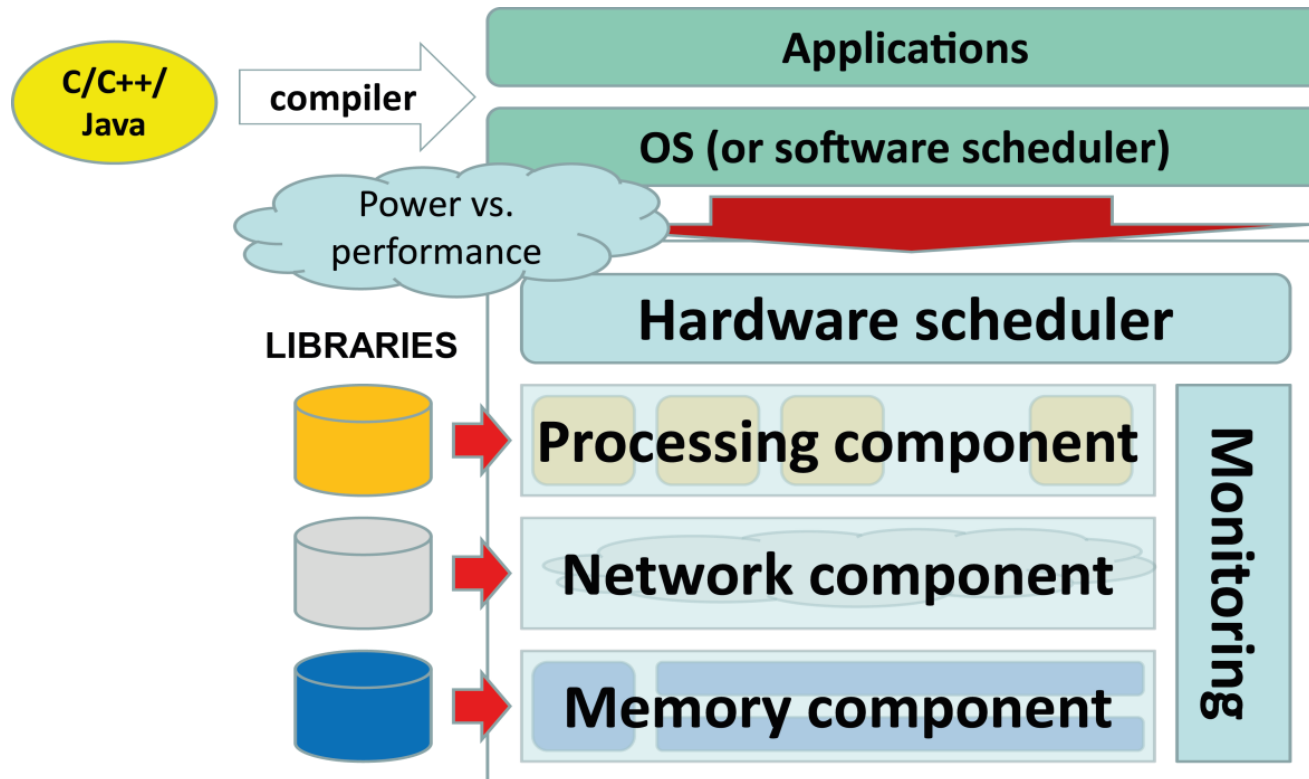 Applications
C/C++/
Java
compiler
OS (or software scheduler)
Power vs.
performance
Hardware scheduler
LIBRARIES
Processing component
Network component
Memory component
Monitoring